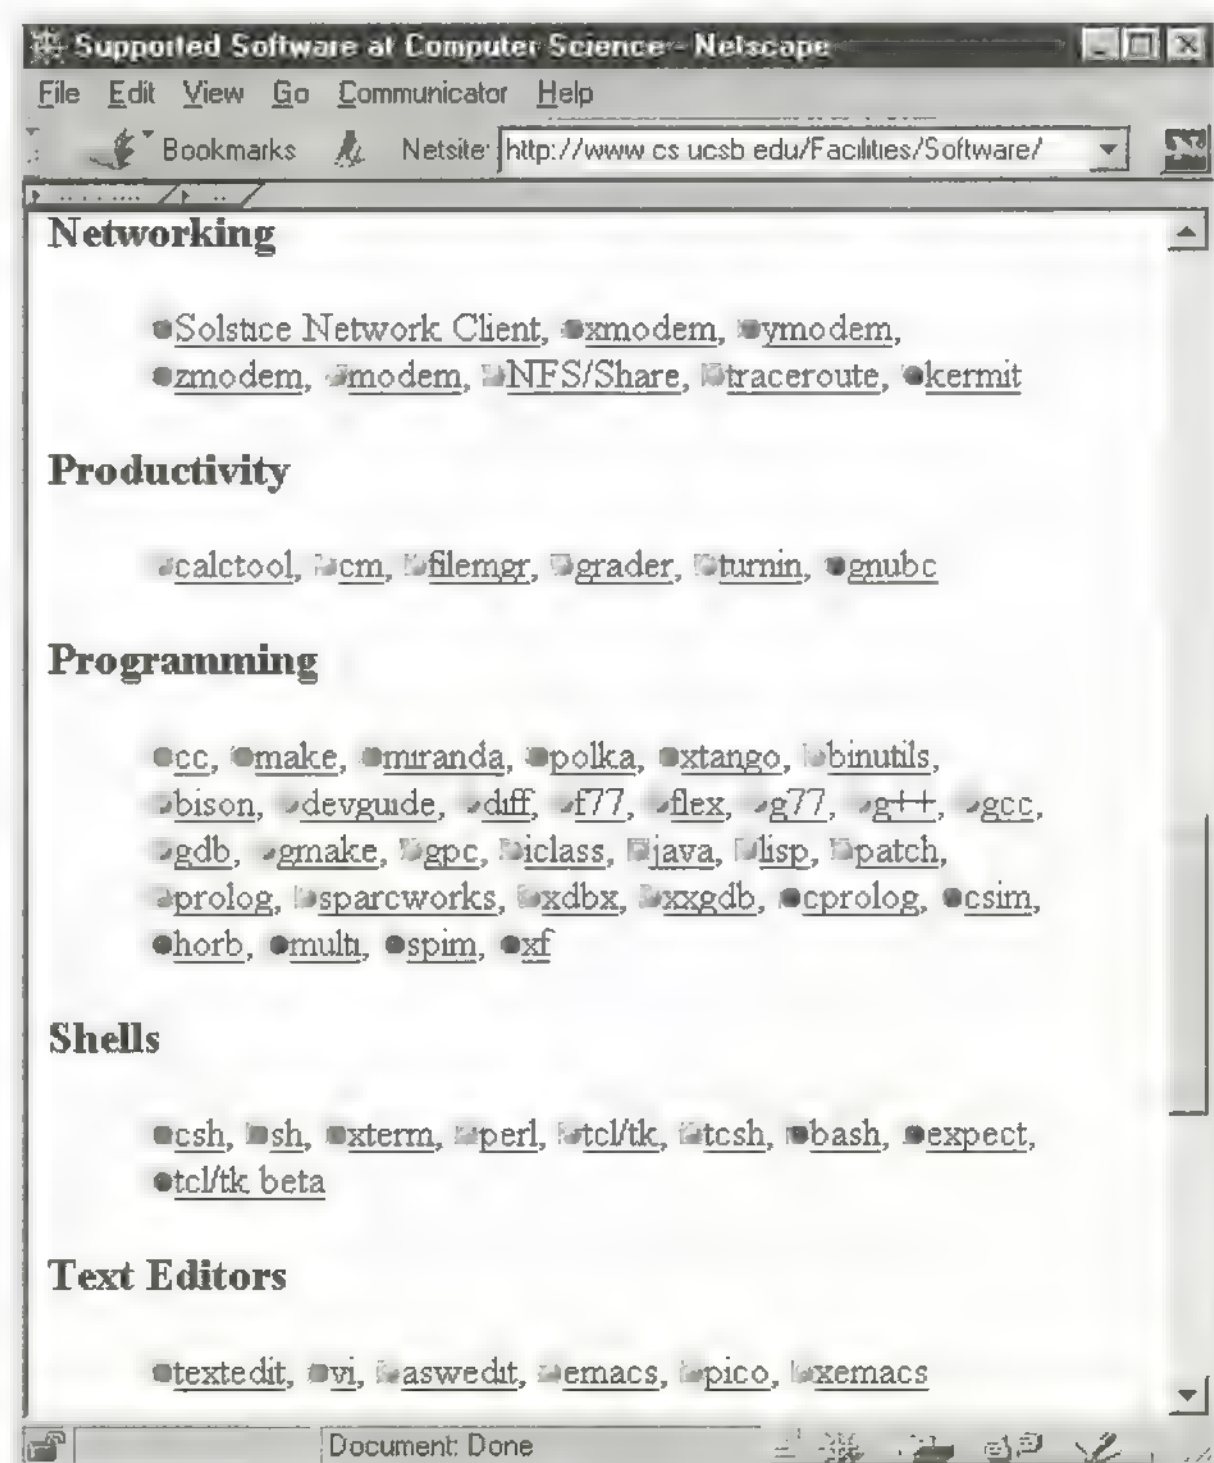 Supported Software at Computer Science - Netscape
File Edit View Go Communicator Help
Bookmarks Netsite: http://www.cs.ucsb.edu/Facilities/Software/
Networking
Solstice Network Client, xmodem, ymodem,
zmodem, modem, NFS/Share, traceroute, kermit
Productivity
calctool, cm, filemgr, grader, turnin, gnubc
Programming
cc, make, miranda, polka, xtango, binutils,
bison, devguide, diff, f77, flex, g77, g++, gcc,
gdb, gmake, gpc, iclass, java, lisp, patch,
prolog, sparcworks, xdbx, xxgdb, cprolog, csim,
horb, multi, spim, xf
Shells
csh, sh, xterm, perl, tcl/tk, tcsh, bash, expect,
tcl/tk beta
Text Editors
textedit, vi, aswedit, emacs, pico, xemacs
Document: Done